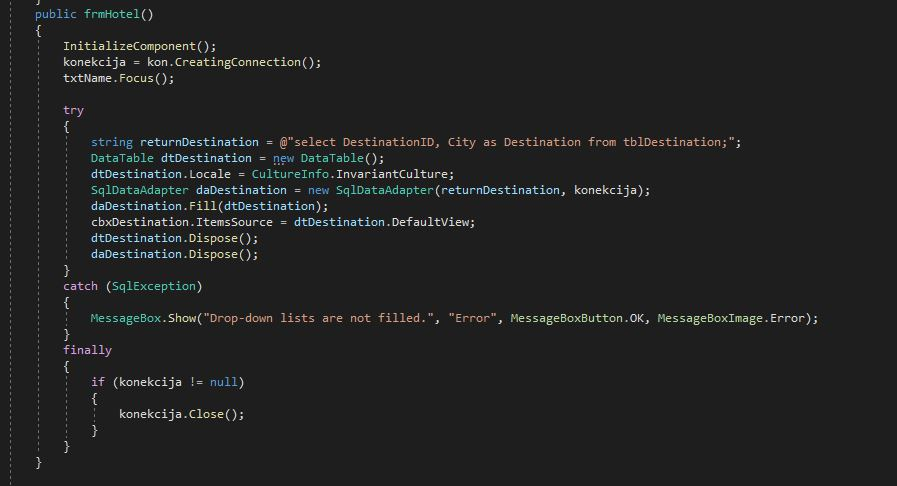 public frmHotel()
{
InitializeComponent();
konekcija = kon.CreatingConnection();
txtName.Focus();
try
{
string returnDestination = @"select DestinationID, City as Destination from tblDestination;";
DataTable dtDestination = new DataTable();
dtDestination.Locale = CultureInfo.InvariantCulture;
SqlDataAdapter daDestination = new SqlDataAdapter(returnDestination, konekcija);
daDestination.Fill(dtDestination);
cbxDestination.ItemsSource = dtDestination.DefaultView;
dtDestination.Dispose();
daDestination.Dispose();
}
catch (SqlException)
{
MessageBox.Show("Drop-down lists are not filled.", "Error", MessageBoxButton.OK, MessageBoxImage.Error);
}
finally
{
if (konekcija != null)
{
konekcija.Close();
}
}
}